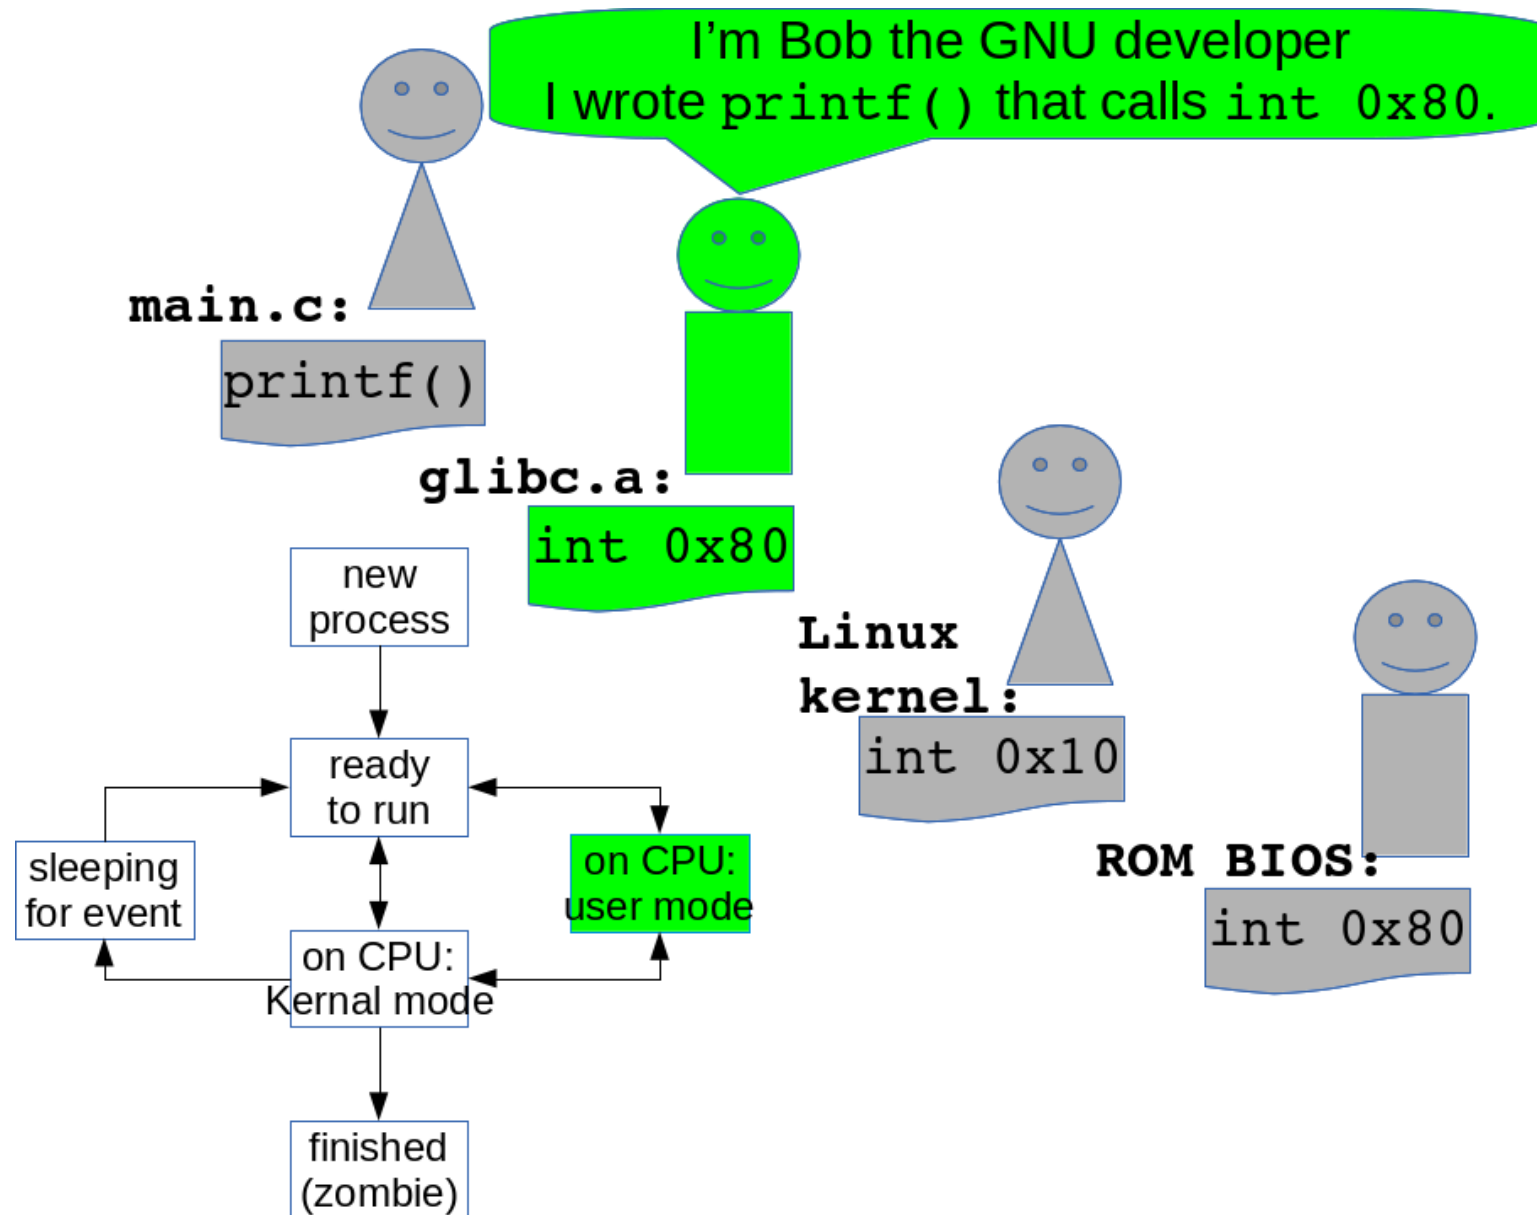 I'm Bob the GNU developer
I wrote printf() that calls int 0x80.
main.c:
printf()
glibc.a:
int 0x80
Linux
kernel:
int 0x10
ROM BIOS:
int 0x80
new
process
ready
to run
sleeping
for event
on CPU:
user mode
on CPU:
Kernal mode
finished
(zombie)